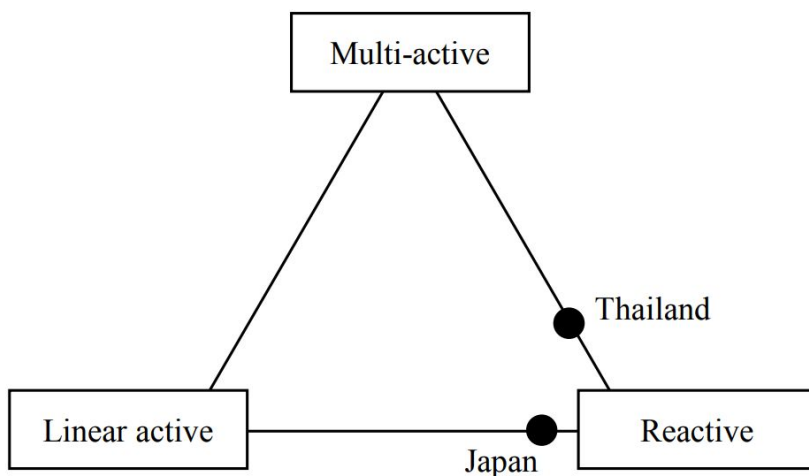 Multi-active
Thailand
Linear active
Reactive
Japan